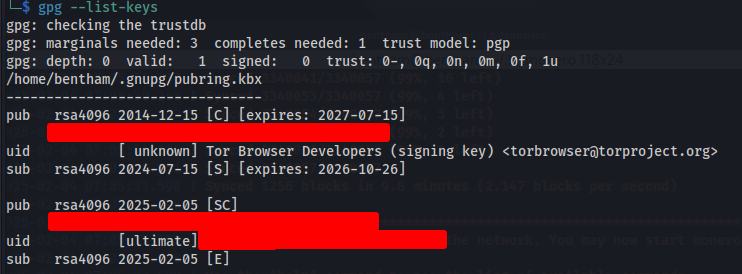 └─$ gpg --list-keys
gpg: checking the trustdb
gpg: marginals needed: 3  completes needed: 1  trust model: pgp
gpg: depth: 0  valid:   1  signed:   0  trust: 0-, 0q, 0n, 0m, 0f, 1u
/home/bentham/.gnupg/pubring.kbx
--------------------------------
pub   rsa4096 2014-12-15 [C] [expires: 2027-07-15]
uid           [ unknown] Tor Browser Developers (signing key) <torbrowser@torproject.org>
sub   rsa4096 2024-07-15 [S] [expires: 2026-10-26]
pub   rsa4096 2025-02-05 [SC]
uid           [ultimate]
sub   rsa4096 2025-02-05 [E]